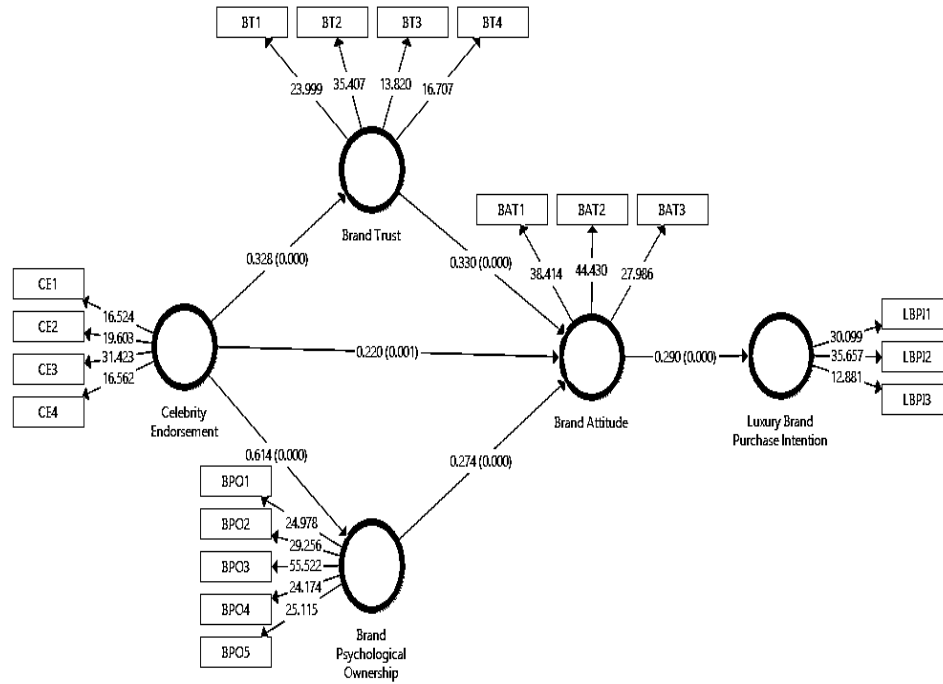 BT1
BT2
BT3
BT4
23.999
35.407
13.820
16.707
Brand Trust
BAT1
BAT2
BAT3
38.414
44.430
27.986
0.328 (0.000)
0.330 (0.000)
CE1
CE2
CE3
CE4
16.524
19.603
31.423
16.562
Celebrity
Endorsement
0.220 (0.001)
Brand Attitude
0.290 (0.000)
Luxury Brand
Purchase Intention
30.099
35.657
12.881
LBPI1
LBPI2
LBPI3
0.614 (0.000)
0.274 (0.000)
BPO1
BPO2
BPO3
BPO4
BPO5
24.978
29.256
55.522
24.174
25.115
Brand
Psychological
Ownership